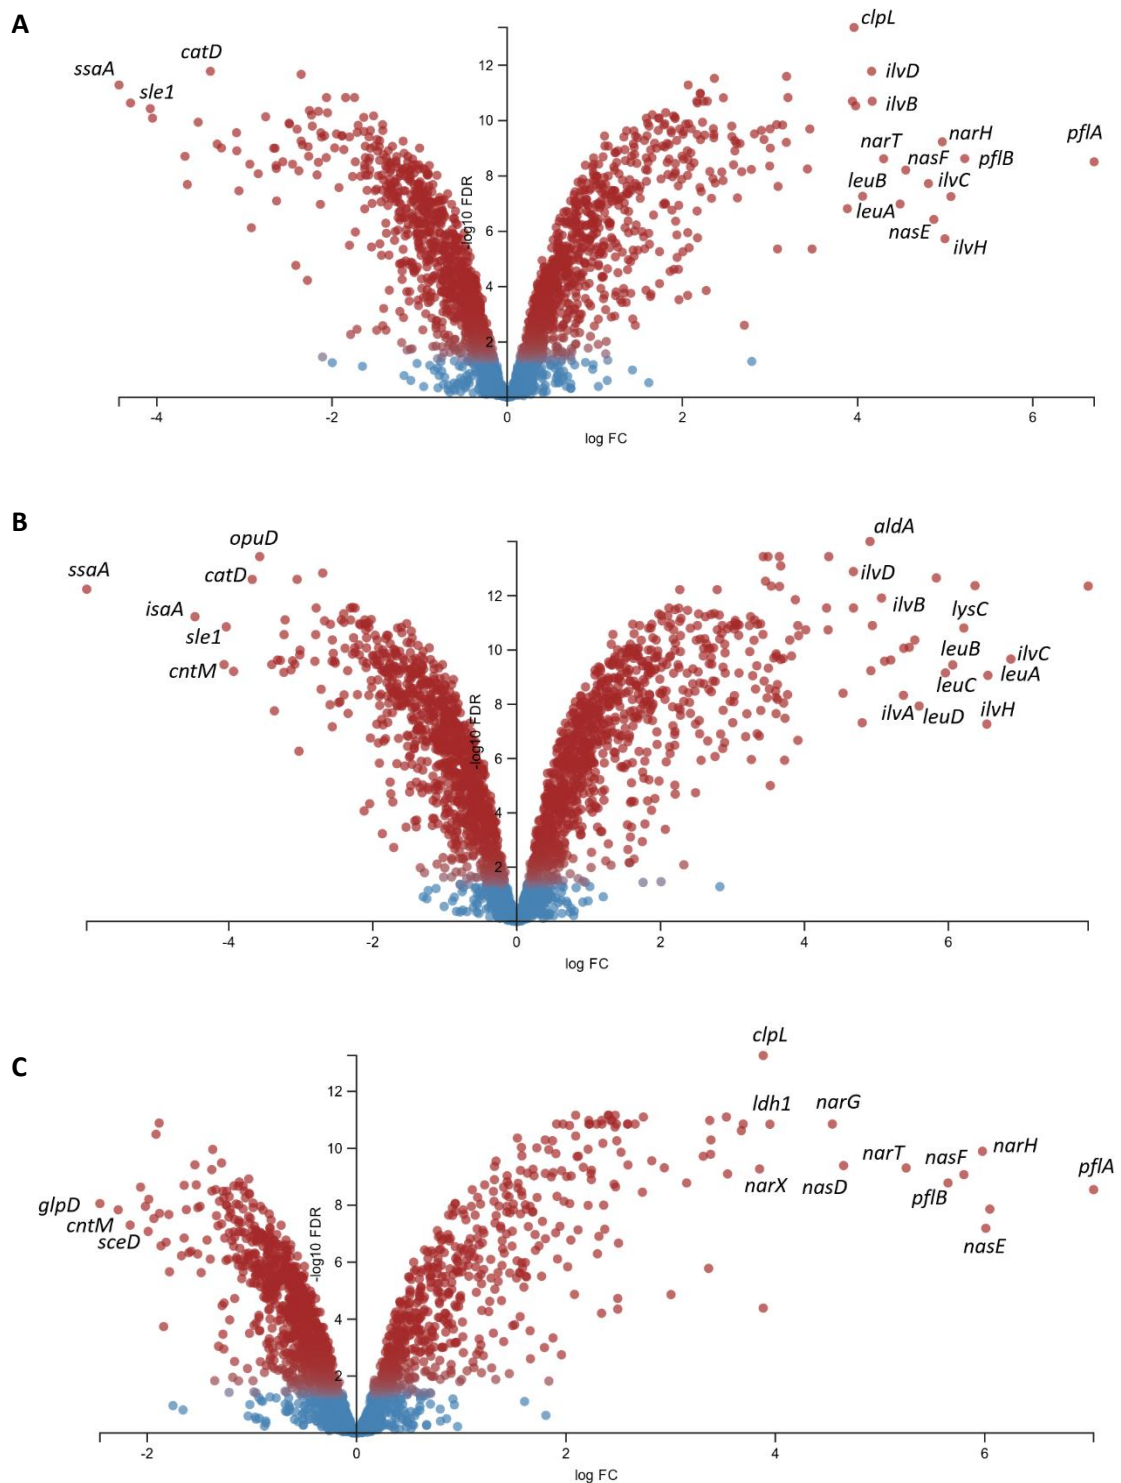 A
clpL
catD
ssaA
sle1
ilvD
ilvB
narT
narH
pflA
nasF
pflB
leuB
ilvC
leuA
nasE
ilvH
12
10
8
6
4
2
-log10 FDR
-4 -2 0 2 4 6
log FC
B
aldA
opuD
ssaA
catD
ilvD
isaA
ilvB
lysC
sle1
leuB
ilvC
cntM
leuA
leuC
ilvA
leuD
ilvH
12
10
8
6
4
2
-log10 FDR
-4 -2 0 2 4 6
log FC
C
clpL
ldh1
narG
narT
nasF
narH
pflA
narX
nasD
pflB
glpD
cntM
sceD
nasE
12
10
8
6
4
2
-log10 FDR
-2 0 2 4 6
log FC